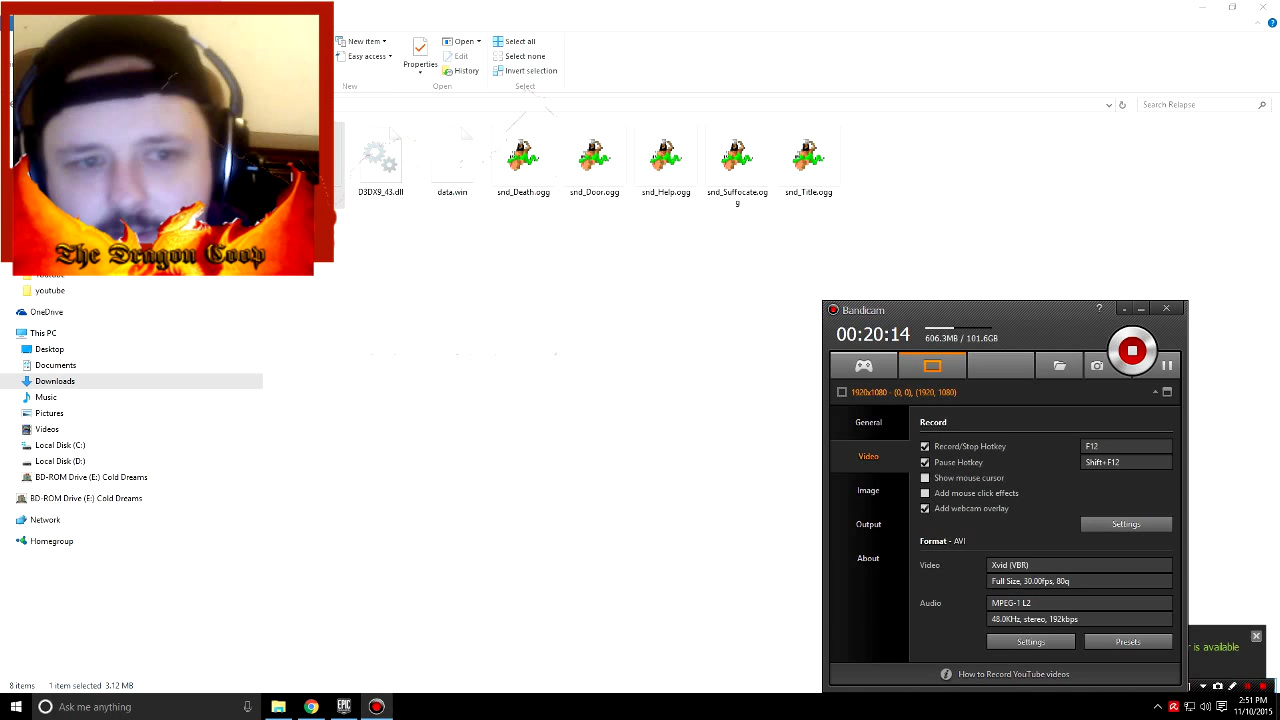 New item
Easy access
New
Properties
Open
Edit
History
Open
Select all
Select none
Invert selection
Select
Search Relapse
D3DX9_43.dll
data.win
snd_Death.ogg
snd_Door.ogg
snd_Help.ogg
snd_Suffocate.og
g
snd_Title.ogg
The Dragon Coop
youtube
OneDrive
This PC
Desktop
Documents
Downloads
Music
Pictures
Videos
Local Disk (C:)
Local Disk (D:)
BD-ROM Drive (E:) Cold Dreams
BD-ROM Drive (E:) Cold Dreams
Network
Homegroup
Bandicam
?
00:20:14
606.3MB / 101.6GB
1920x1080 - (0, 0), (1920, 1080)
General
Video
Image
Output
About
Record
Record/Stop Hotkey
F12
Pause Hotkey
Shift+F12
Show mouse cursor
Add mouse click effects
Add webcam overlay
Settings
Format - AVI
Video
Xvid (VBR)
Full Size, 30.00fps, 80q
Audio
MPEG-1 L2
48.0KHz, stereo, 192kbps
Settings
Presets
How to Record YouTube videos
is available
8 items
1 item selected 3.12 MB
Ask me anything
EPIC
2:51 PM
11/10/2015